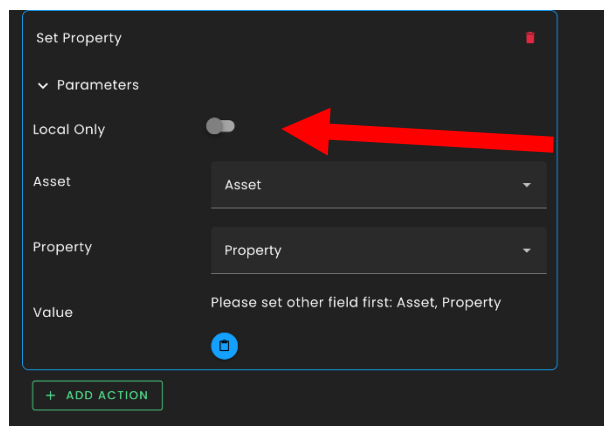 Set Property
Parameters
Local Only
Asset
Asset
Property
Property
Value
Please set other field first: Asset, Property
+ ADD ACTION